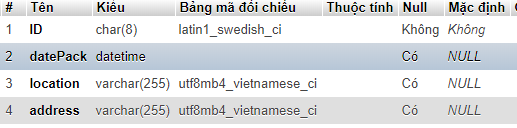 # Tên Kiểu Bảng mã đối chiếu Thuộc tính Null Mặc định
1 ID char(8) latin1_swedish_ci Không Không
2 datePack datetime Có NULL
3 location varchar(255) utf8mb4_vietnamese_ci Có NULL
4 address varchar(255) utf8mb4_vietnamese_ci Có NULL